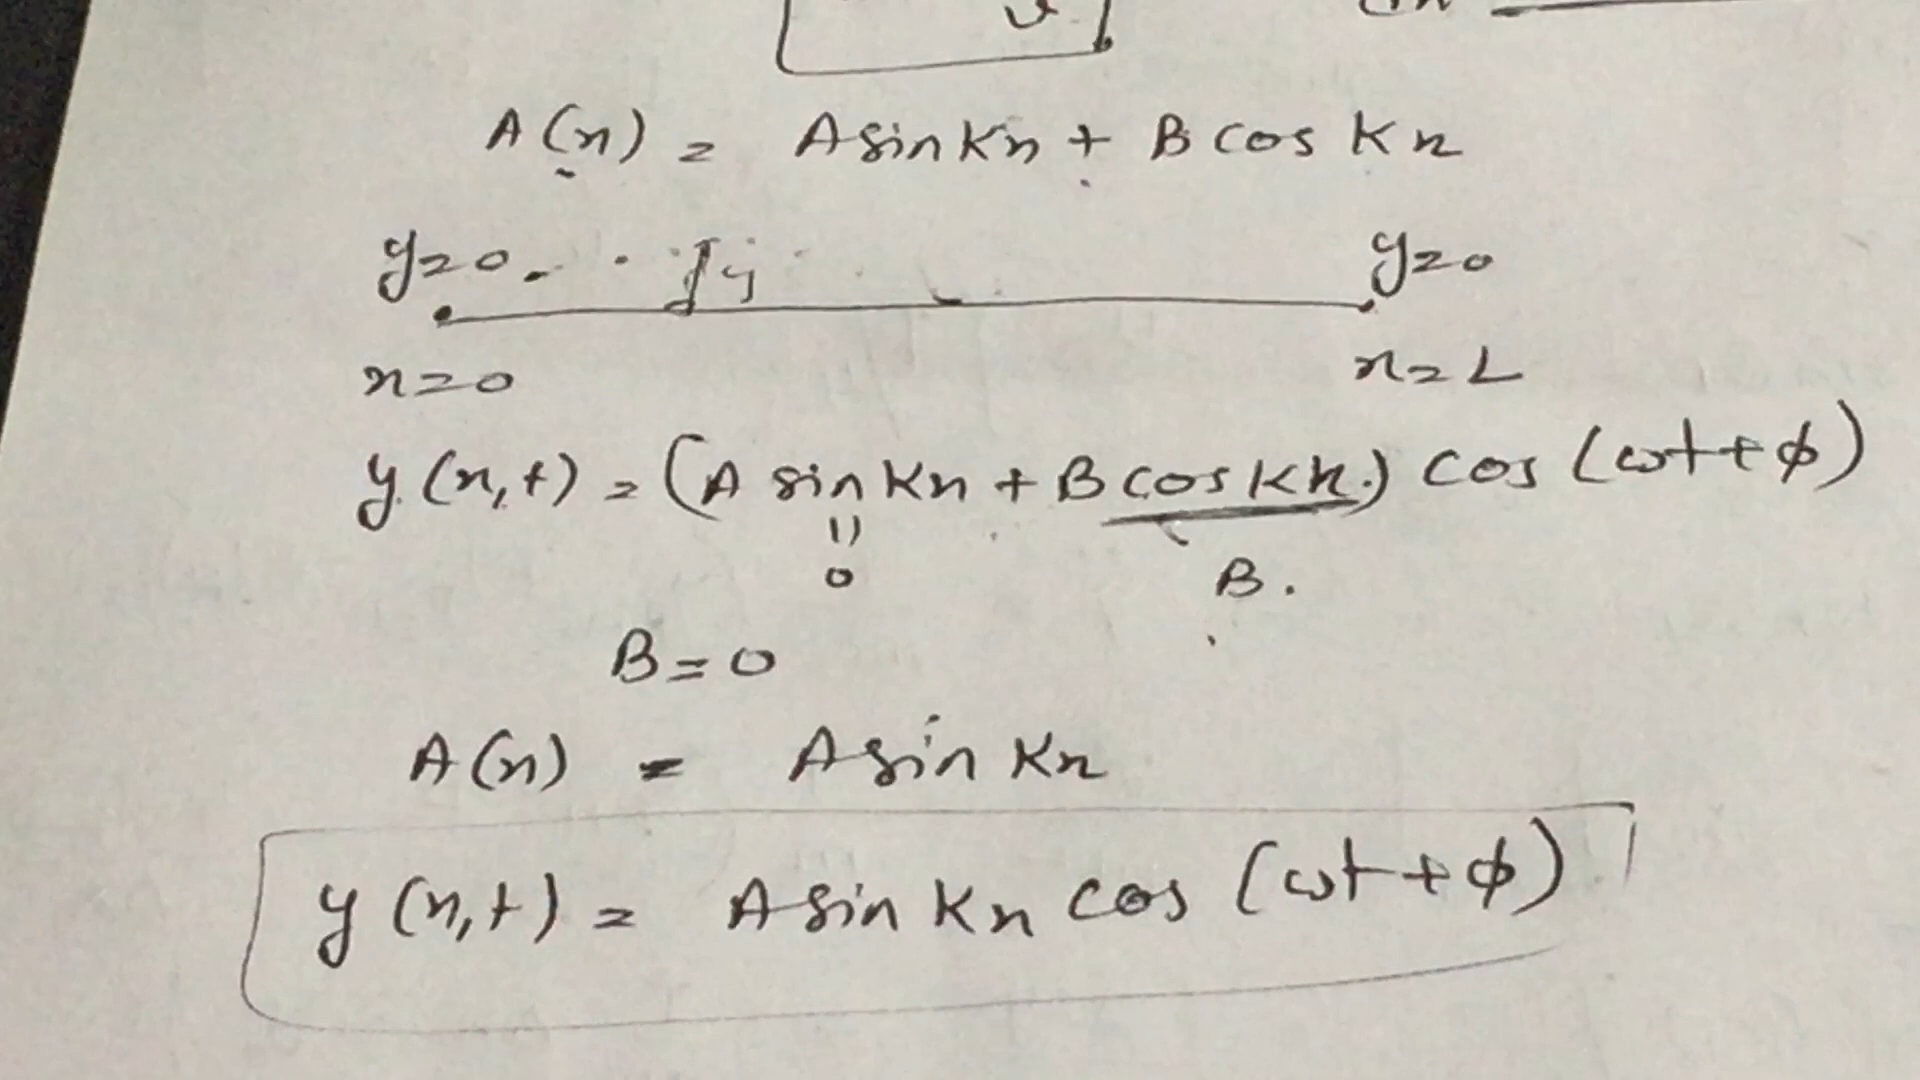 A(x) = A sin Kx + B cos Kx
y=0 y y=0
x=0 x=L
y(x,t) = (A sin Kx + B cos Kx) cos (ωt+φ)
||
0 B.
B=0
A(x) = A sin Kx
y(x,t) = A sin Kx cos (ωt+φ)